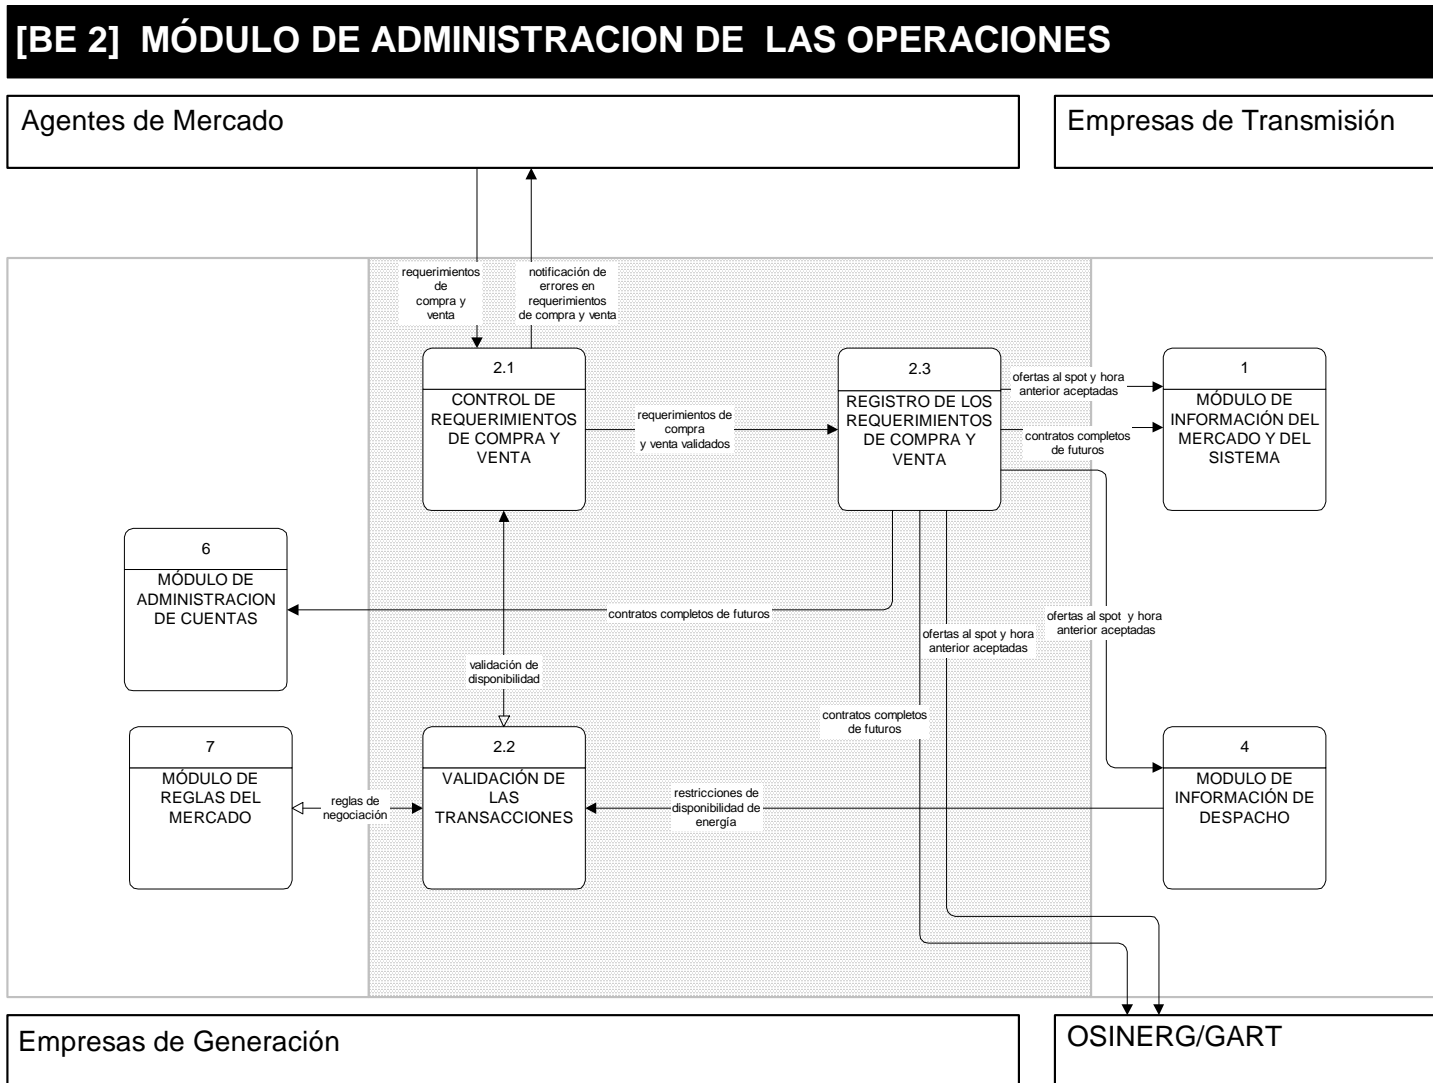 [BE 2]  MÓDULO DE ADMINISTRACION DE  LAS OPERACIONES
Agentes de Mercado
Empresas de Transmisión
requerimientos
de
compra y
venta
notificación de
errores en
requerimientos
de compra y venta
2.1
CONTROL DE
REQUERIMIENTOS
DE COMPRA Y
VENTA
requerimientos de
compra
y venta validados
2.3
REGISTRO DE LOS
REQUERIMIENTOS
DE COMPRA Y
VENTA
ofertas al spot y hora
anterior aceptadas
contratos completos
de futuros
1
MÓDULO DE
INFORMACIÓN DEL
MERCADO Y DEL
SISTEMA
6
MÓDULO DE
ADMINISTRACION
DE CUENTAS
contratos completos de futuros
ofertas al spot y hora
anterior aceptadas
ofertas al spot  y hora
anterior aceptadas
validación de
disponibilidad
contratos completos
de futuros
7
MÓDULO DE
REGLAS DEL
MERCADO
reglas de
negociación
2.2
VALIDACIÓN DE
LAS
TRANSACCIONES
restricciones de
disponibilidad de
energía
4
MODULO DE
INFORMACIÓN DE
DESPACHO
Empresas de Generación
OSINERG/GART